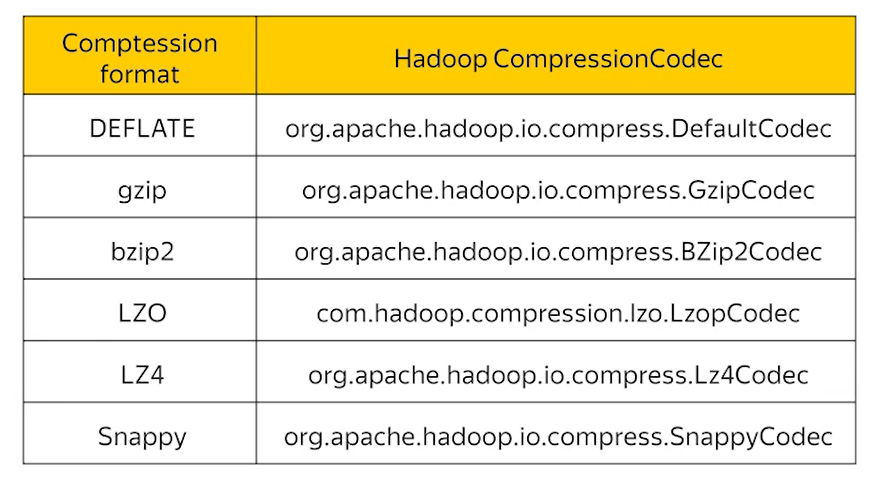 Comptession
format
Hadoop CompressionCodec
DEFLATE
org.apache.hadoop.io.compress.DefaultCodec
gzip
org.apache.hadoop.io.compress.GzipCodec
bzip2
org.apache.hadoop.io.compress.BZip2Codec
LZO
com.hadoop.compression.lzo.LzopCodec
LZ4
org.apache.hadoop.io.compress.Lz4Codec
Snappy
org.apache.hadoop.io.compress.SnappyCodec